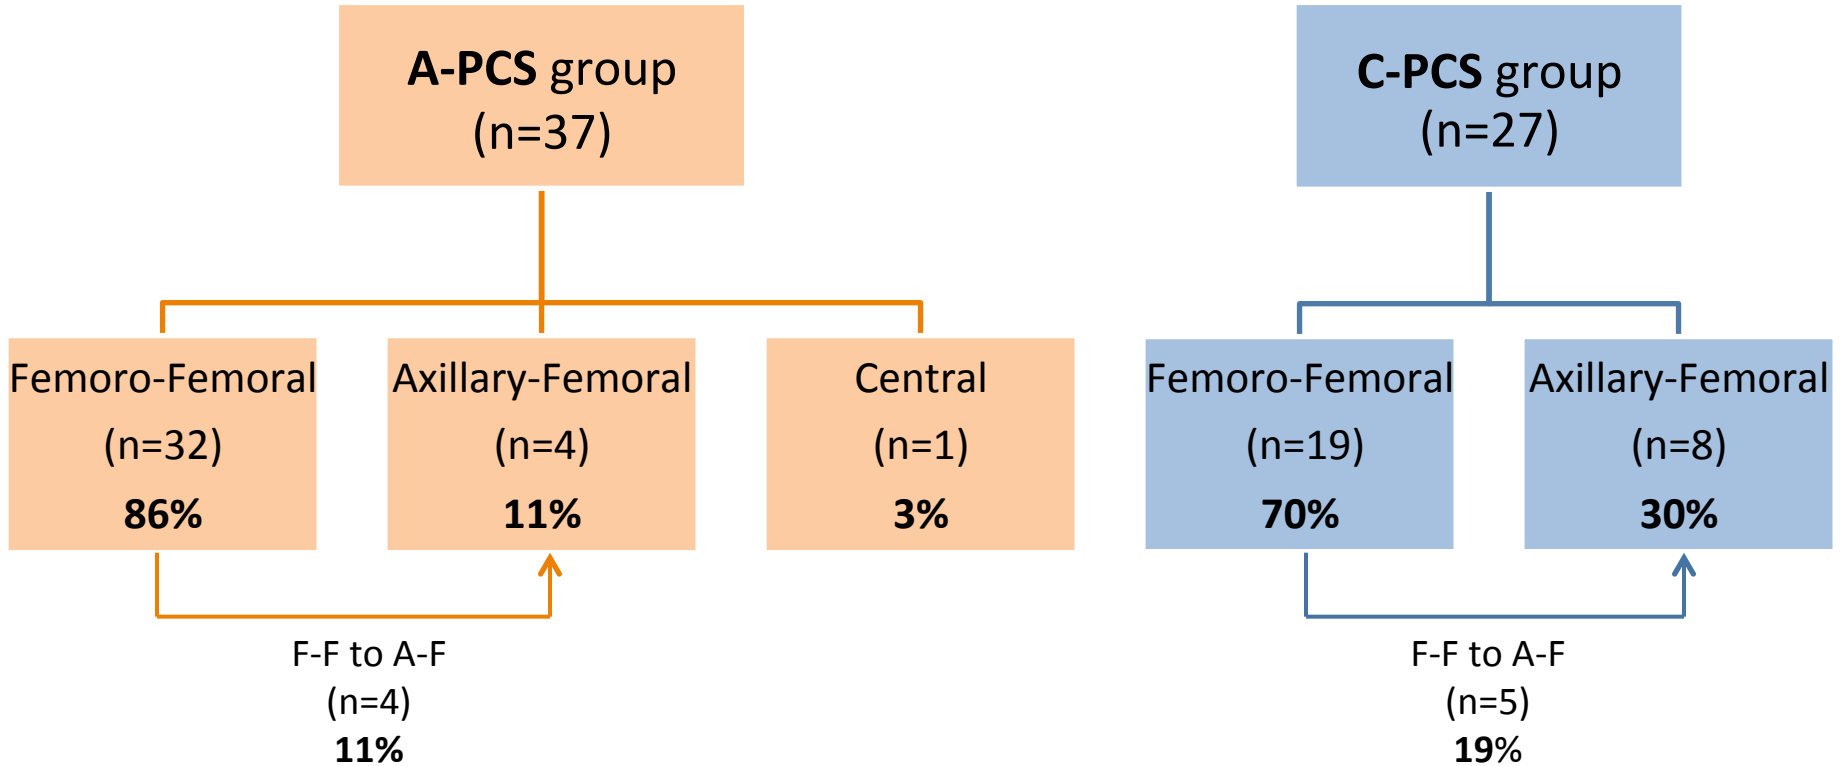 A-PCS group
(n=37)
C-PCS group
(n=27)
Femoro-Femoral
(n=32)
86%
Axillary-Femoral
(n=4)
11%
Central
(n=1)
3%
Femoro-Femoral
(n=19)
70%
Axillary-Femoral
(n=8)
30%
F-F to A-F
(n=4)
11%
F-F to A-F
(n=5)
19%